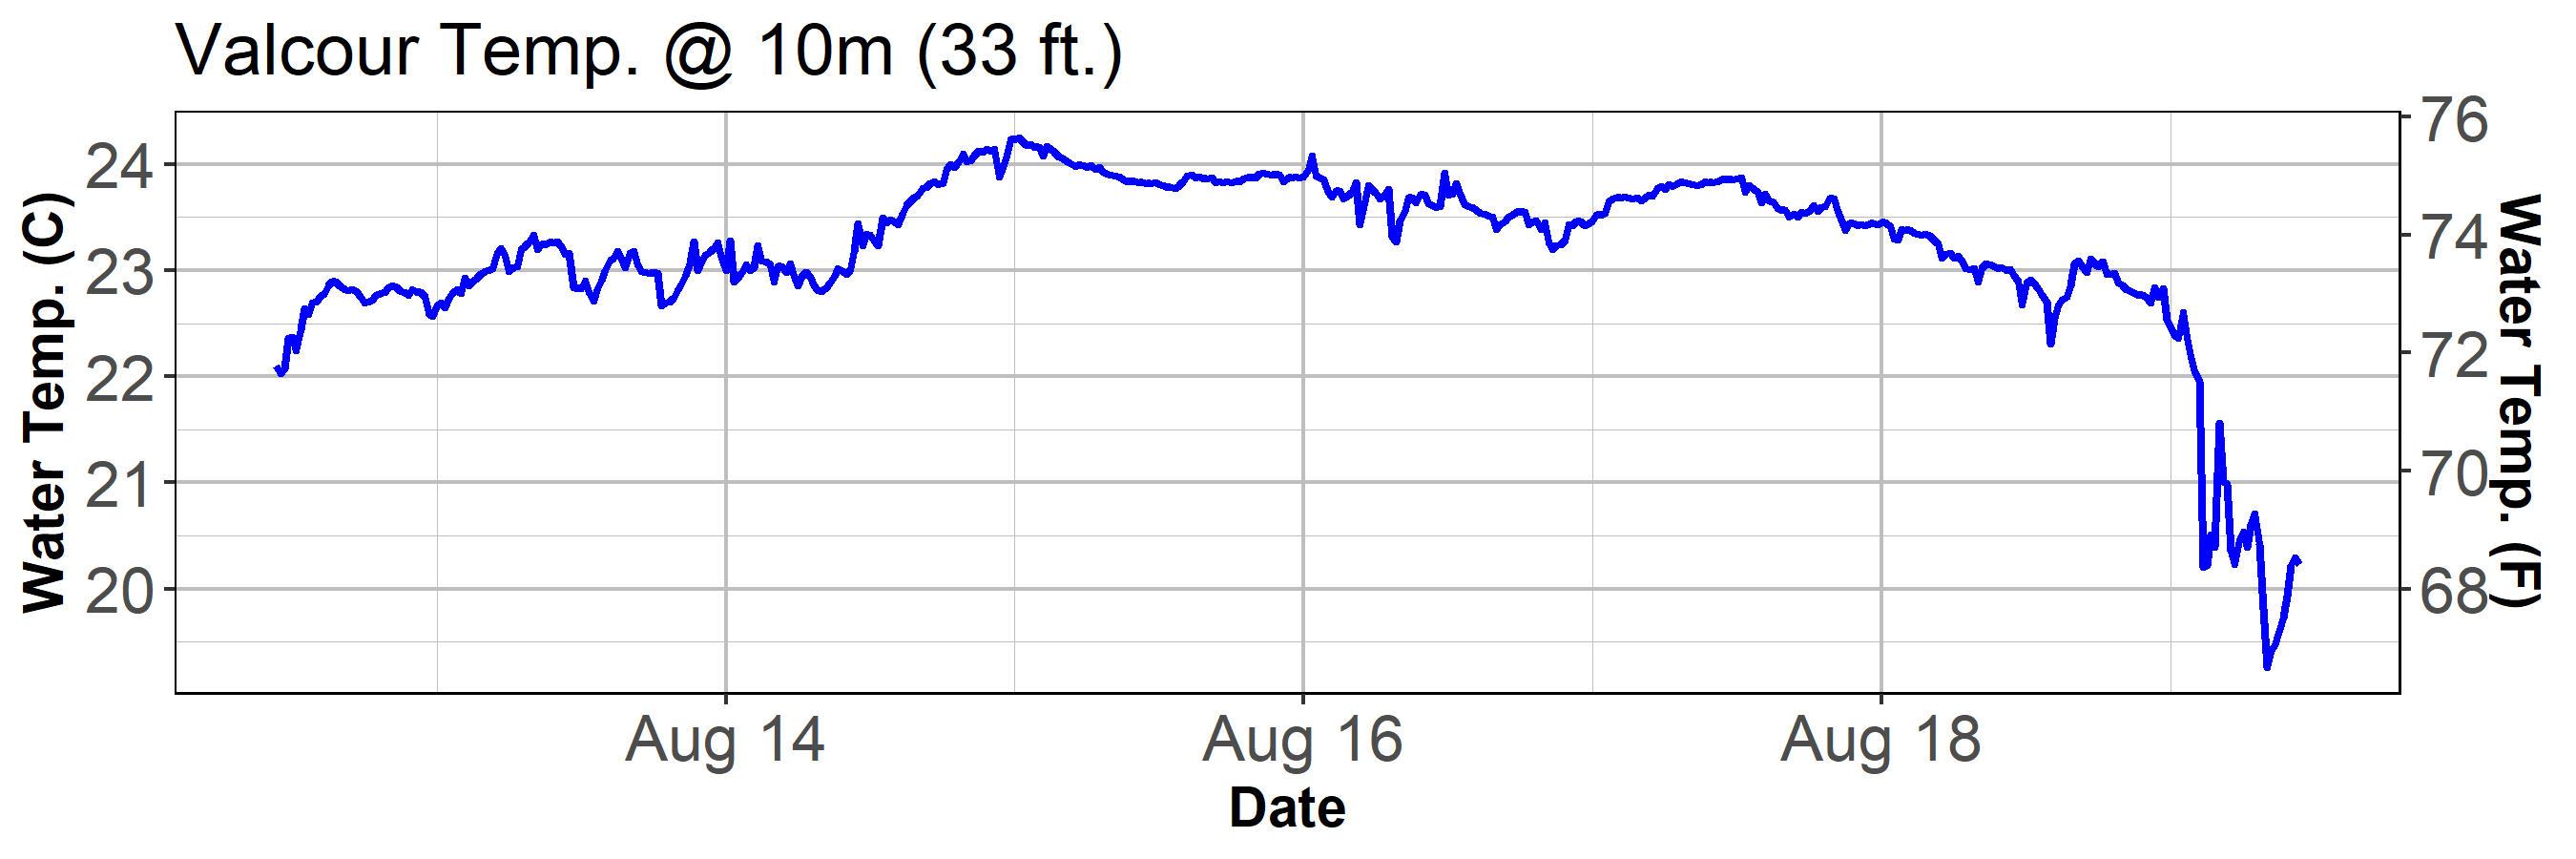 Valcour Temp. @ 10m (33 ft.)
Water Temp. (C)
24
23
22
21
20
76
74
72
70
68
Water Temp. (F)
Aug 14
Aug 16
Aug 18
Date